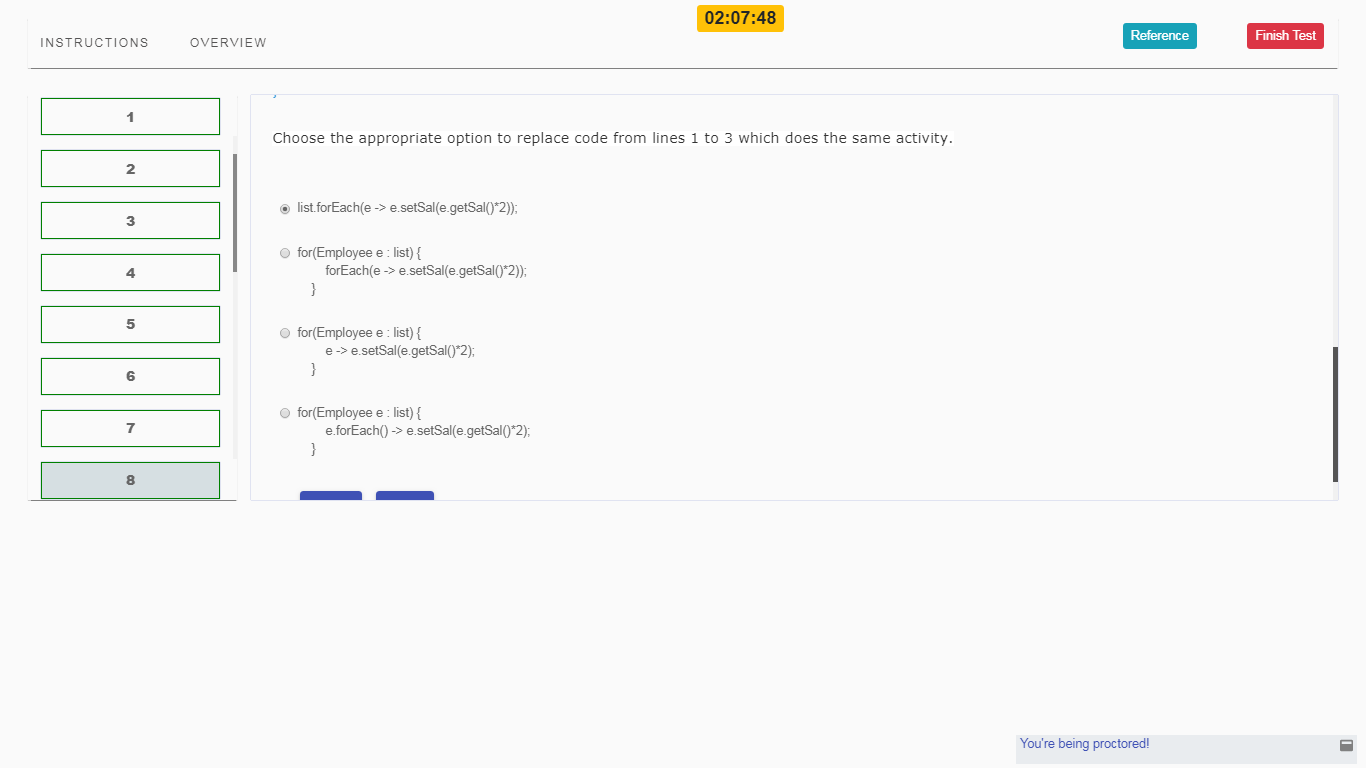 02:07:48
INSTRUCTIONS
OVERVIEW
Reference
Finish Test
1
2
3
4
5
6
7
8
Choose the appropriate option to replace code from lines 1 to 3 which does the same activity.
list.forEach(e -> e.setSal(e.getSal()*2));
for(Employee e : list) {
forEach(e -> e.setSal(e.getSal()*2));
}
for(Employee e : list) {
e -> e.setSal(e.getSal()*2);
}
for(Employee e : list) {
e.forEach() -> e.setSal(e.getSal()*2);
}
You're being proctored!